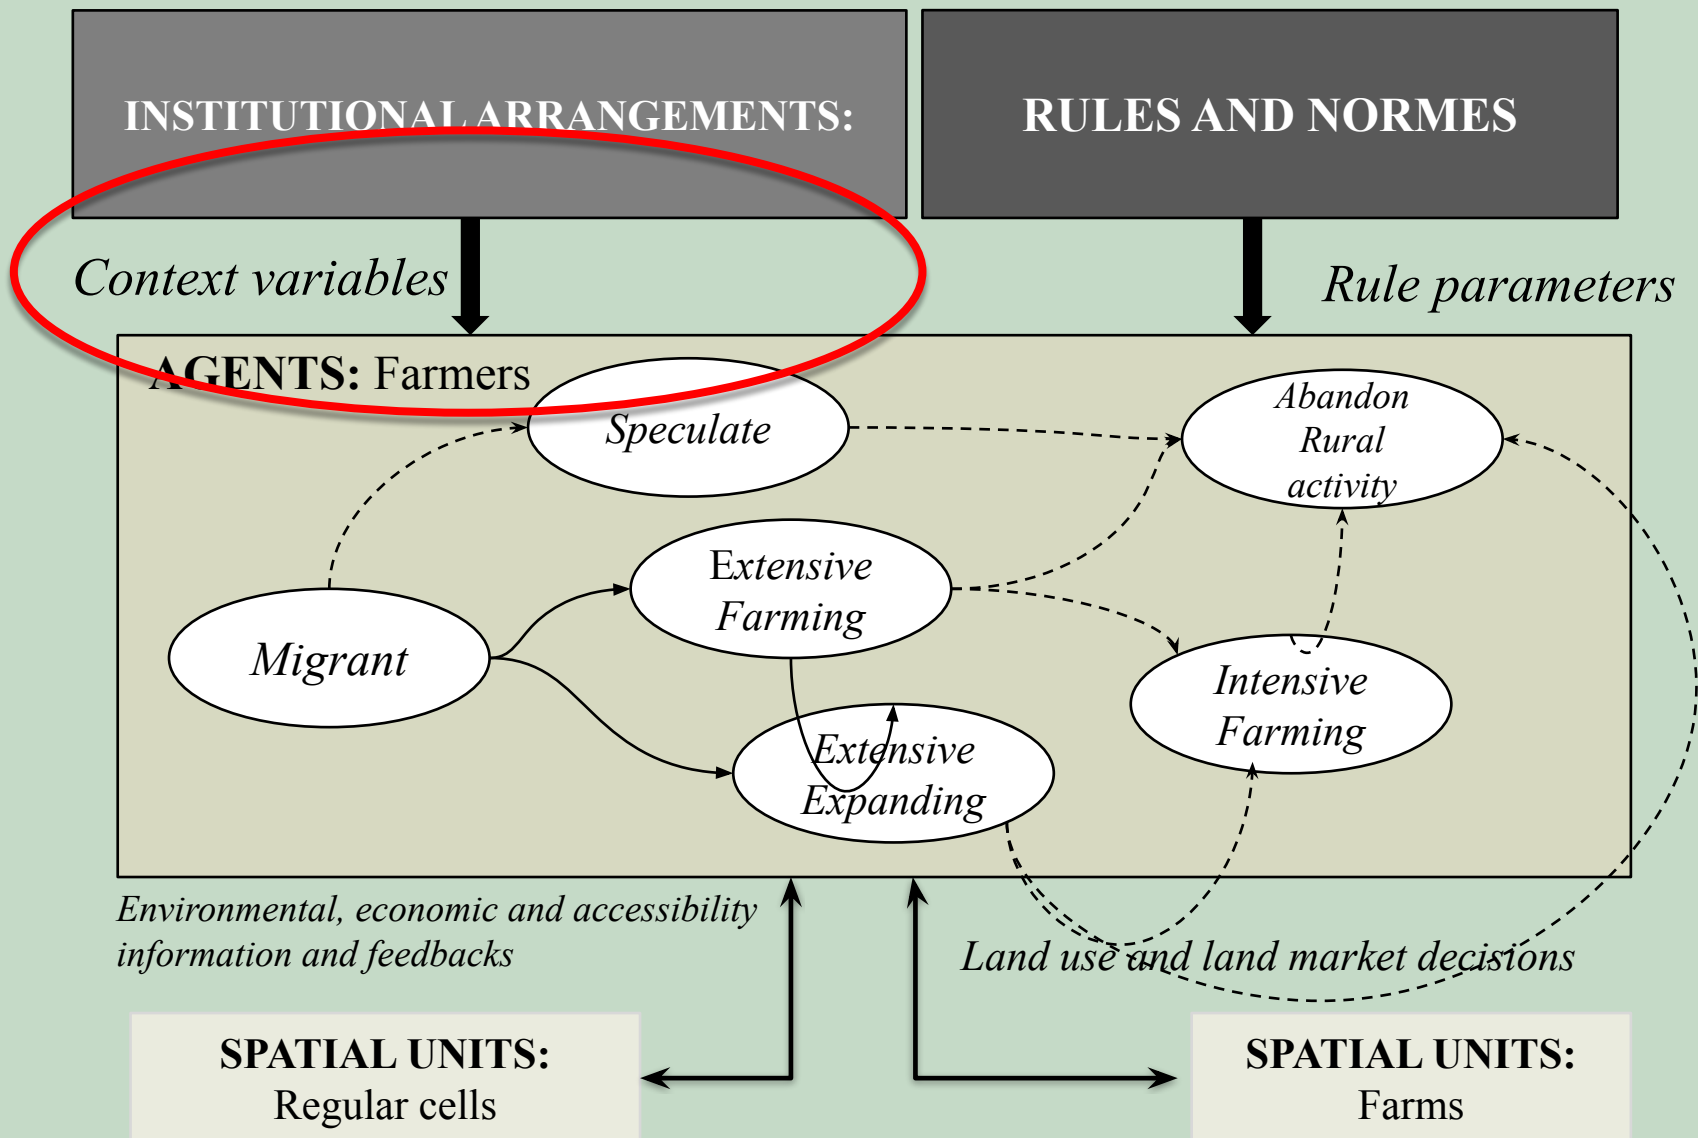 INSTITUTIONAL ARRANGEMENTS:
RULES AND NORMES
Context variables
Rule parameters
AGENTS: Farmers
Speculate
Abandon
Rural
activity
Extensive
Farming
Migrant
Intensive
Farming
Extensive
Expanding
Environmental, economic and accessibility
information and feedbacks
Land use and land market decisions
SPATIAL UNITS:
Regular cells
SPATIAL UNITS:
Farms